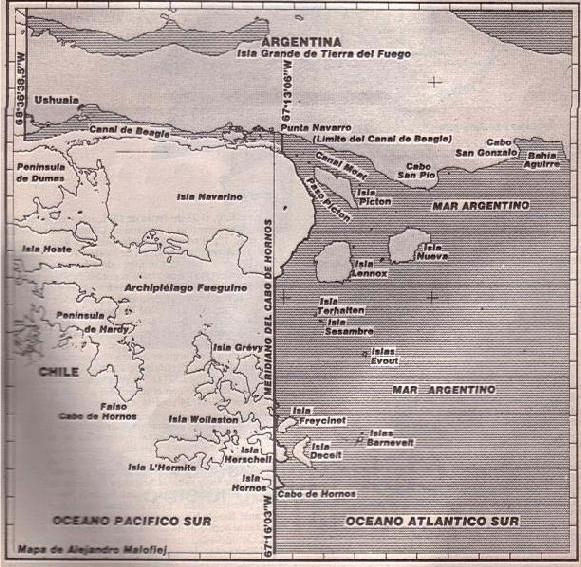 ARGENTINA
Isla Grande de Tierra del Fuego
68°36'38.5"W
67°13'06"W
Ushuaia
Canal de Beagle
Punta Navarro
(Límite del Canal de Beagle)
Cabo
San Gonzalo
Bahía
Aguirre
Canal Moat
Cabo
San Pío
Península
de Dumas
Paso Picton
Isla
Picton
Isla Navarino
MAR ARGENTINO
Isla Hoste
Isla
Nueva
Isla
Lennox
MERIDIANO DEL CABO DE HORNOS
Archipiélago Fueguino
Isla
Terhalten
Isla
Sesambre
Península
de Hardy
Isla Grévy
Islas
Evout
CHILE
MAR ARGENTINO
Falso
Cabo de Hornos
Isla
Freycinet
Isla Wollaston
Islas
Barnevelt
Isla
Herschell
Isla
Deceit
Isla L'Hermite
Isla
Hornos
Cabo de Hornos
67°16'03"W
OCEANO PACIFICO SUR
OCEANO ATLANTICO SUR
Mapa de Alejandro Malofiej